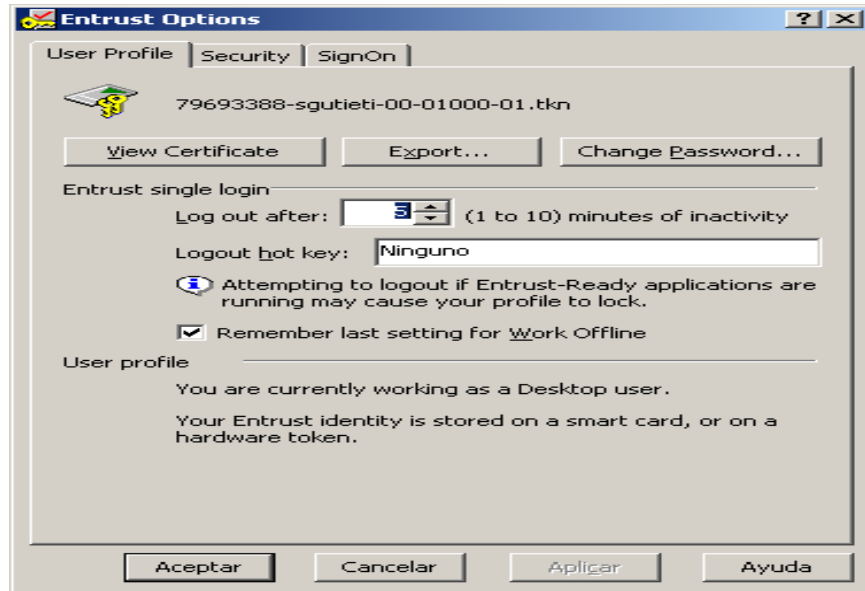 Entrust Options
User Profile Security SignOn
79693388-sgutieti-00-01000-01.tkn
View Certificate Export... Change Password...
Entrust single login
Log out after: 5 (1 to 10) minutes of inactivity
Logout hot key: Ninguno
Attempting to logout if Entrust-Ready applications are
running may cause your profile to lock.
Remember last setting for Work Offline
User profile
You are currently working as a Desktop user.
Your Entrust identity is stored on a smart card, or on a
hardware token.
Aceptar Cancelar Aplicar Ayuda